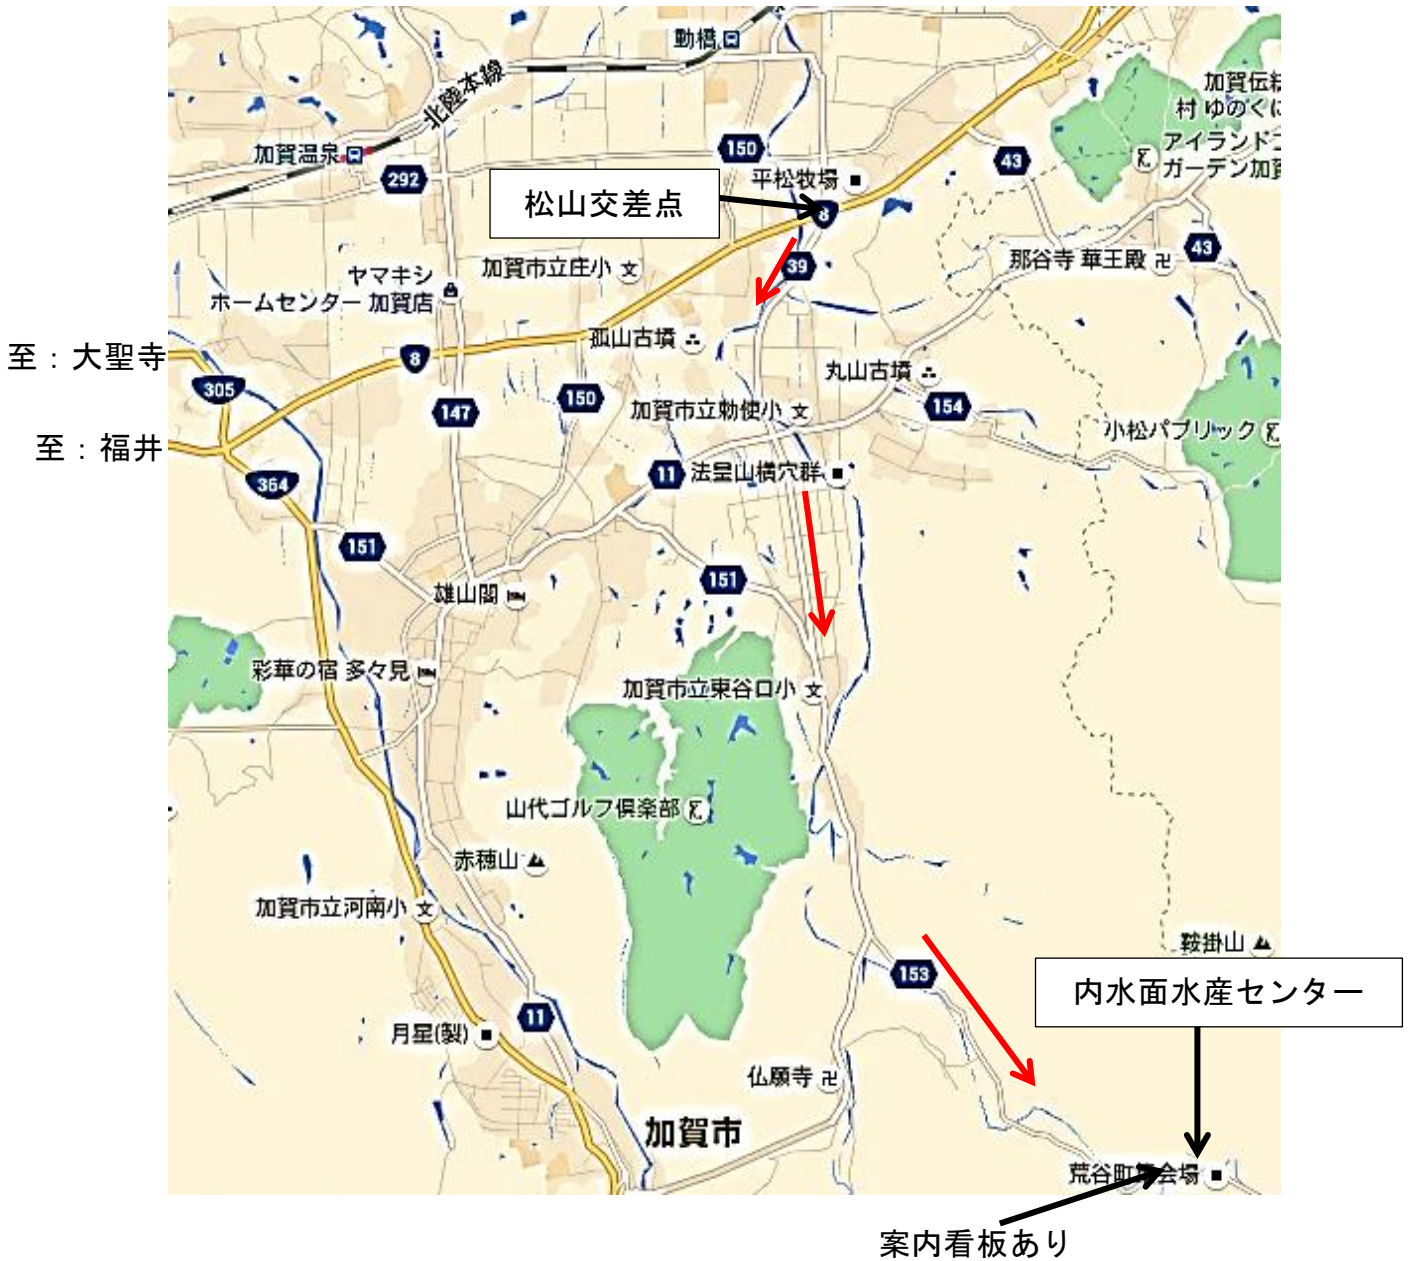 動橋
北陸本線
加賀伝統
村 ゆのくに
アイランドゴ
ガーデン加賀
加賀温泉
150
43
292
平松牧場
松山交差点
8
39
43
那谷寺 華王殿
加賀市立庄小
ヤマキシ
ホームセンター 加賀店
至：大聖寺
305
8
孤山古墳
丸山古墳
147
150
加賀市立勅使小
154
小松パブリック
至：福井
364
11
法皇山横穴群
151
151
雄山閣
彩華の宿 多々見
加賀市立東谷口小
山代ゴルフ倶楽部
赤穂山
加賀市立河南小
鞍掛山
153
内水面水産センター
11
月星(製)
仏願寺
加賀市
荒谷町集会場
案内看板あり